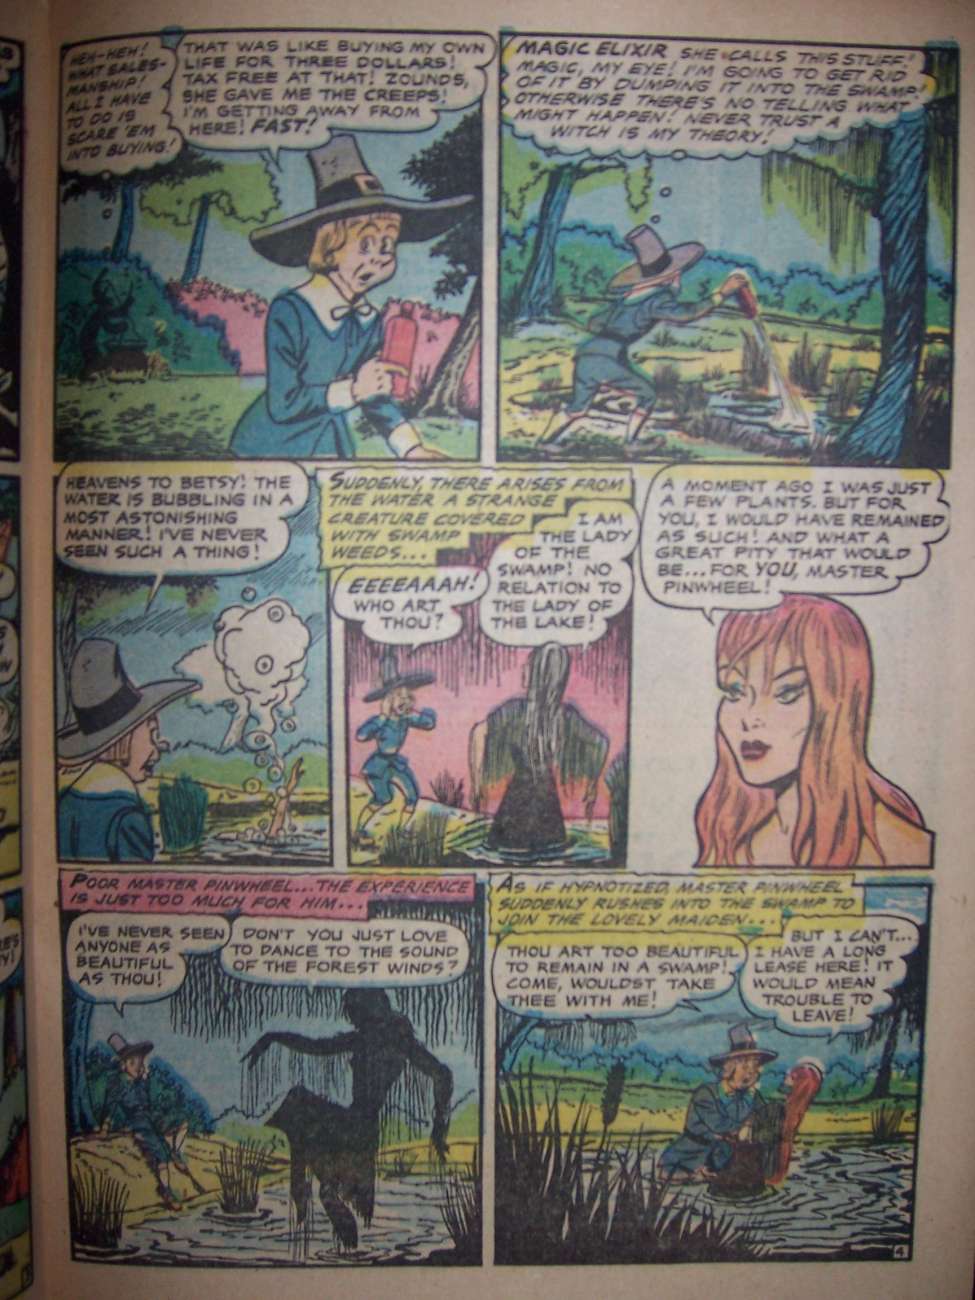 HEH-HEH!
WHAT SALES-
MANSHIP!
ALL I HAVE
TO DO IS
SCARE 'EM
INTO BUYING!
THAT WAS LIKE BUYING MY OWN
LIFE FOR THREE DOLLARS!
TAX FREE AT THAT! ZOUNDS,
SHE GAVE ME THE CREEPS!
I'M GETTING AWAY FROM
HERE! FAST!
MAGIC ELIXIR SHE CALLS THIS STUFF!
MAGIC, MY EYE! I'M GOING TO GET RID
OF IT BY DUMPING IT INTO THE SWAMP!
OTHERWISE THERE'S NO TELLING WHAT
MIGHT HAPPEN! NEVER TRUST A
WITCH IS MY THEORY!
HEAVENS TO BETSY! THE
WATER IS BUBBLING IN A
MOST ASTONISHING
MANNER! I'VE NEVER
SEEN SUCH A THING!
SUDDENLY, THERE ARISES FROM
THE WATER A STRANGE
CREATURE COVERED
WITH SWAMP
WEEDS...
EEEEAAAH!
WHO ART
THOU?
I AM
THE LADY
OF THE
SWAMP! NO
RELATION TO
THE LADY OF
THE LAKE!
A MOMENT AGO I WAS JUST
A FEW PLANTS. BUT FOR
YOU, I WOULD HAVE REMAINED
AS SUCH! AND WHAT A
GREAT PITY THAT WOULD
BE...FOR YOU, MASTER
PINWHEEL!
POOR MASTER PINWHEEL...THE EXPERIENCE
IS JUST TOO MUCH FOR HIM...
I'VE NEVER SEEN
ANYONE AS
BEAUTIFUL
AS THOU!
DON'T YOU JUST LOVE
TO DANCE TO THE SOUND
OF THE FOREST WINDS?
AS IF HYPNOTIZED, MASTER PINWHEEL
SUDDENLY RUSHES INTO THE SWAMP TO
JOIN THE LOVELY MAIDEN...
THOU ART TOO BEAUTIFUL
TO REMAIN IN A SWAMP!
COME, WOULDST TAKE
THEE WITH ME!
BUT I CAN'T...
I HAVE A LONG
LEASE HERE! IT
WOULD MEAN
TROUBLE TO
LEAVE!
4